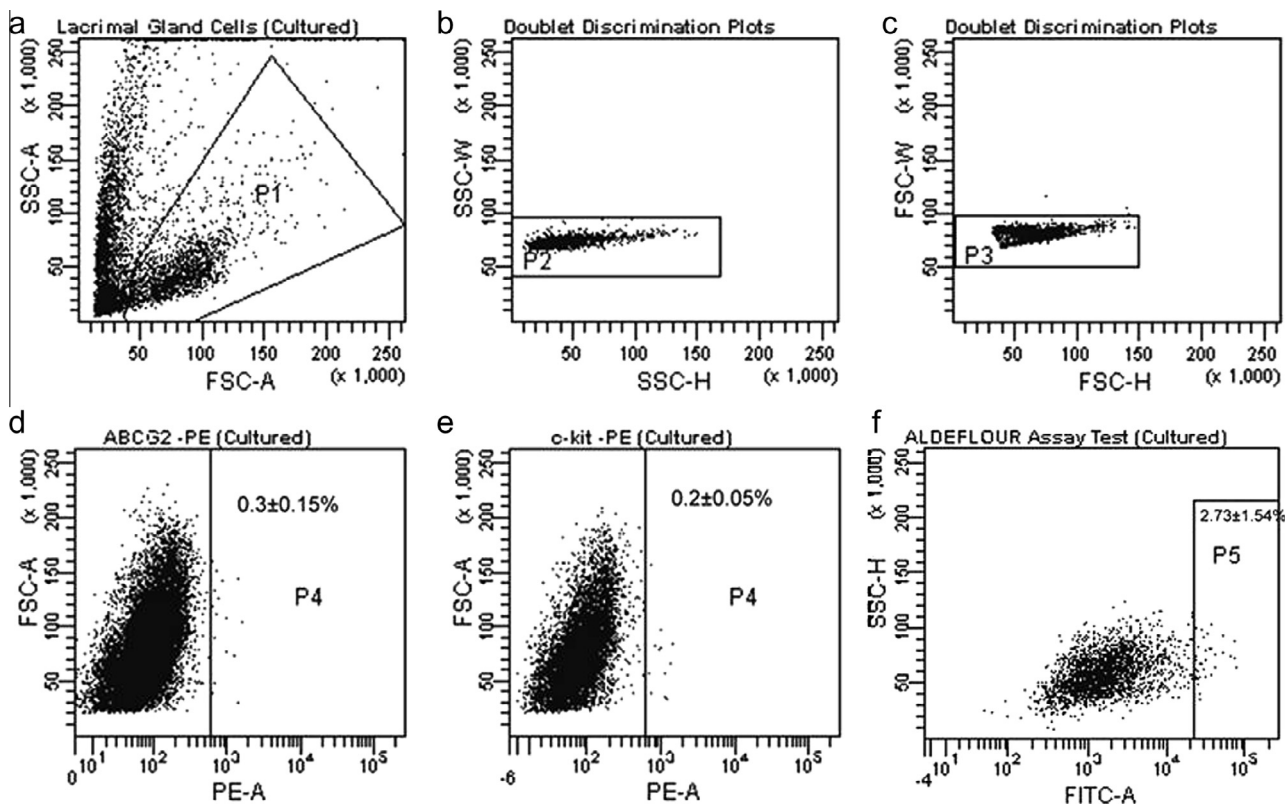 a
Lacrimal Gland Cells (Cultured)
(x 1,000)
SSC-A
250
200
150
100
50
P1
50 100 150 200 250
FSC-A
(x 1,000)
b
Doublet Discrimination Plots
(x 1,000)
SSC-W
250
200
150
100
50
P2
50 100 150 200 250
SSC-H
(x 1,000)
c
Doublet Discrimination Plots
(x 1,000)
FSC-W
250
200
150
100
50
P3
50 100 150 200 250
FSC-H
(x 1,000)
d
ABCG2 -PE (Cultured)
(x 1,000)
FSC-A
250
200
150
100
50
0.3±0.15%
P4
0 10¹ 10² 10³ 10⁴ 10⁵
PE-A
e
c-kit -PE (Cultured)
(x 1,000)
FSC-A
250
200
150
100
50
0.2±0.05%
P4
-6 10² 10³ 10⁴ 10⁵
PE-A
f
ALDEFLOUR Assay Test (Cultured)
(x 1,000)
SSC-H
250
200
150
100
50
2.73±1.54%
P5
-4 10¹ 10² 10³ 10⁴ 10⁵
FITC-A